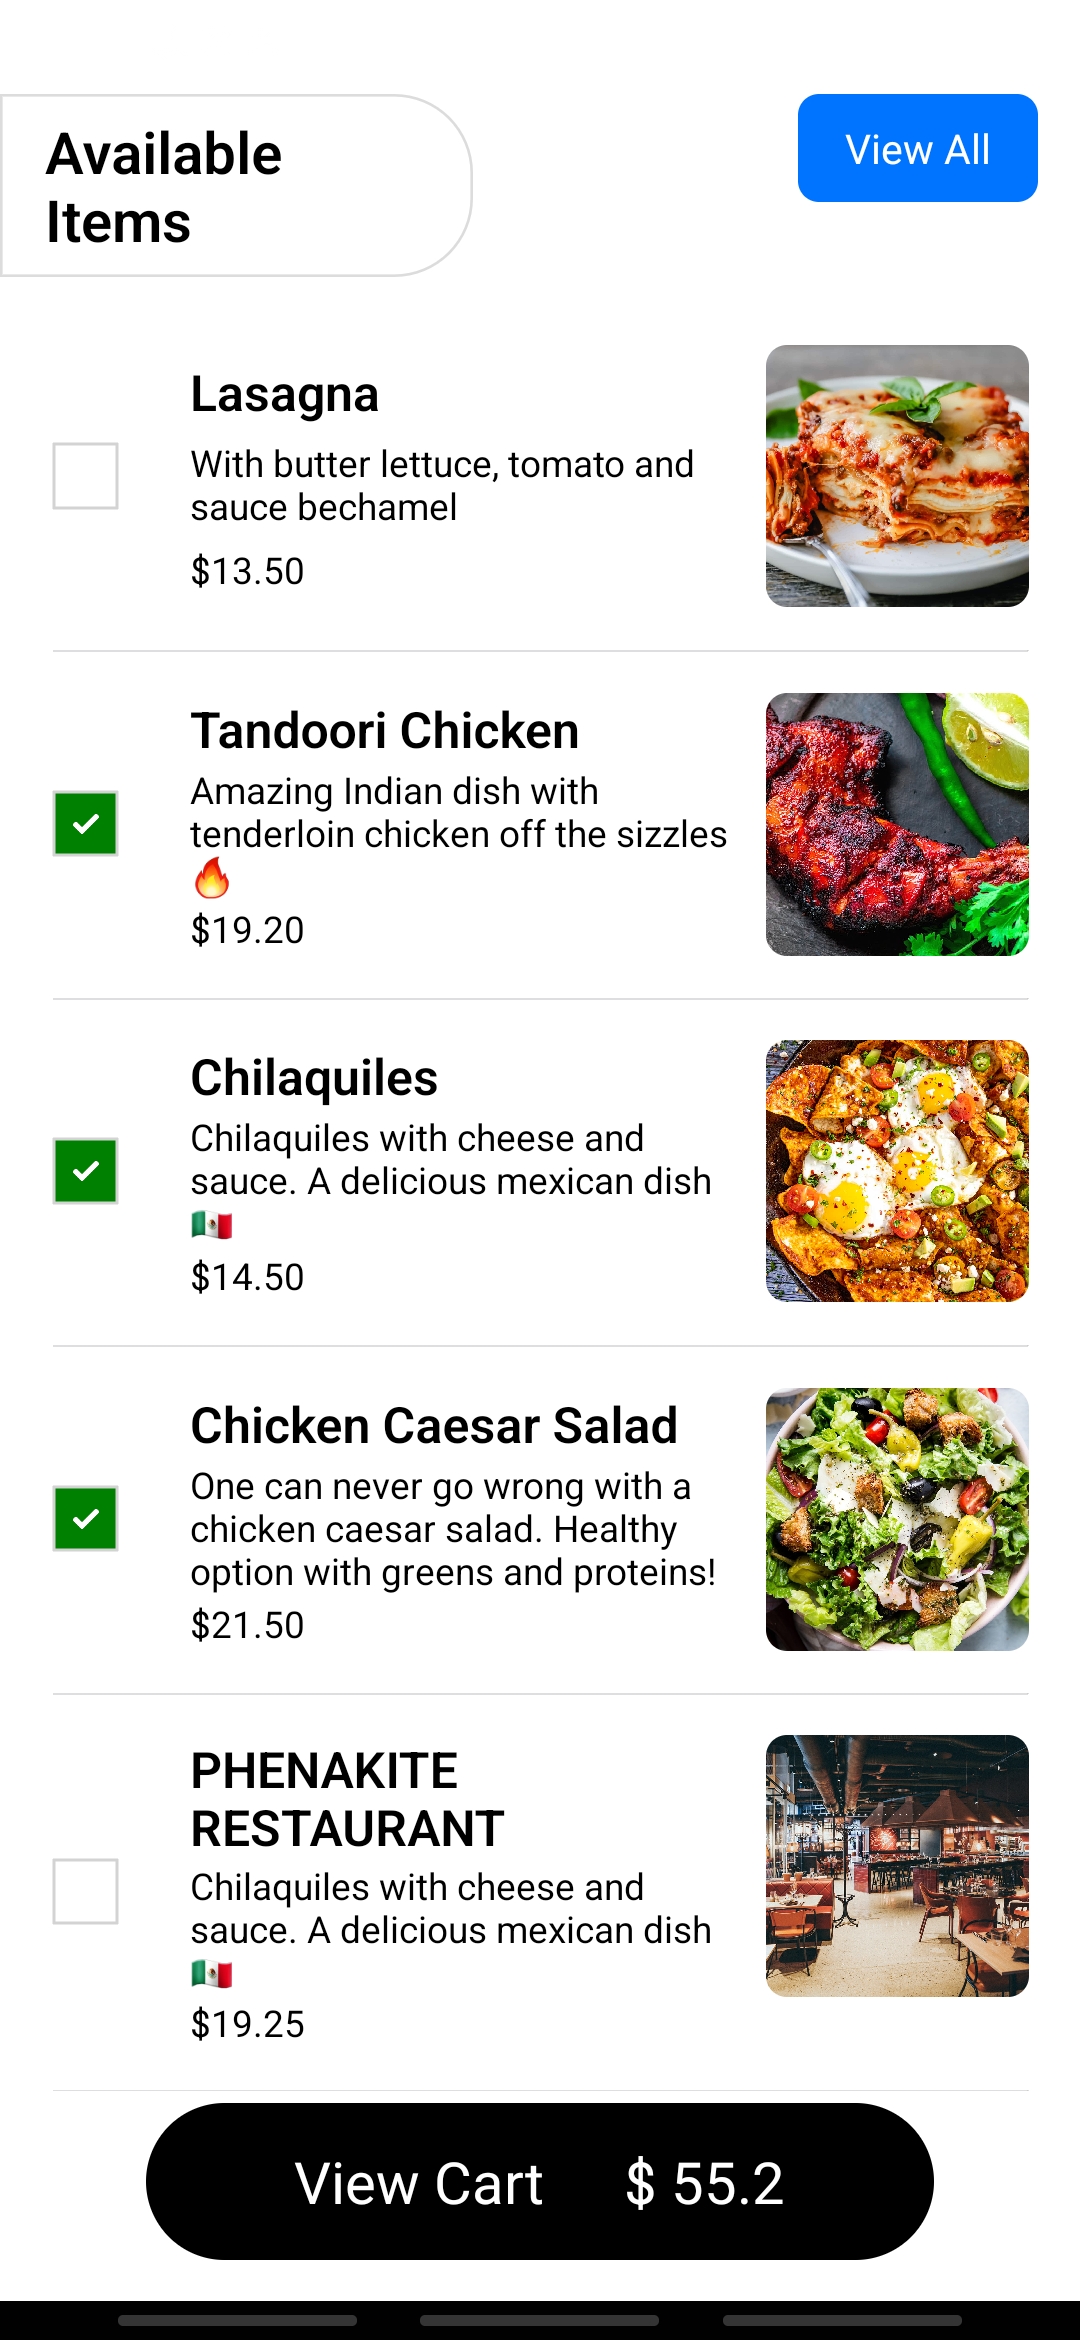 Available
Items
View All
Lasagna
With butter lettuce, tomato and
sauce bechamel
$13.50
Tandoori Chicken
Amazing Indian dish with
tenderloin chicken off the sizzles
🔥
$19.20
Chilaquiles
Chilaquiles with cheese and
sauce. A delicious mexican dish
🇲🇽
$14.50
Chicken Caesar Salad
One can never go wrong with a
chicken caesar salad. Healthy
option with greens and proteins!
$21.50
PHENAKITE
RESTAURANT
Chilaquiles with cheese and
sauce. A delicious mexican dish
🇲🇽
$19.25
View Cart $ 55.2